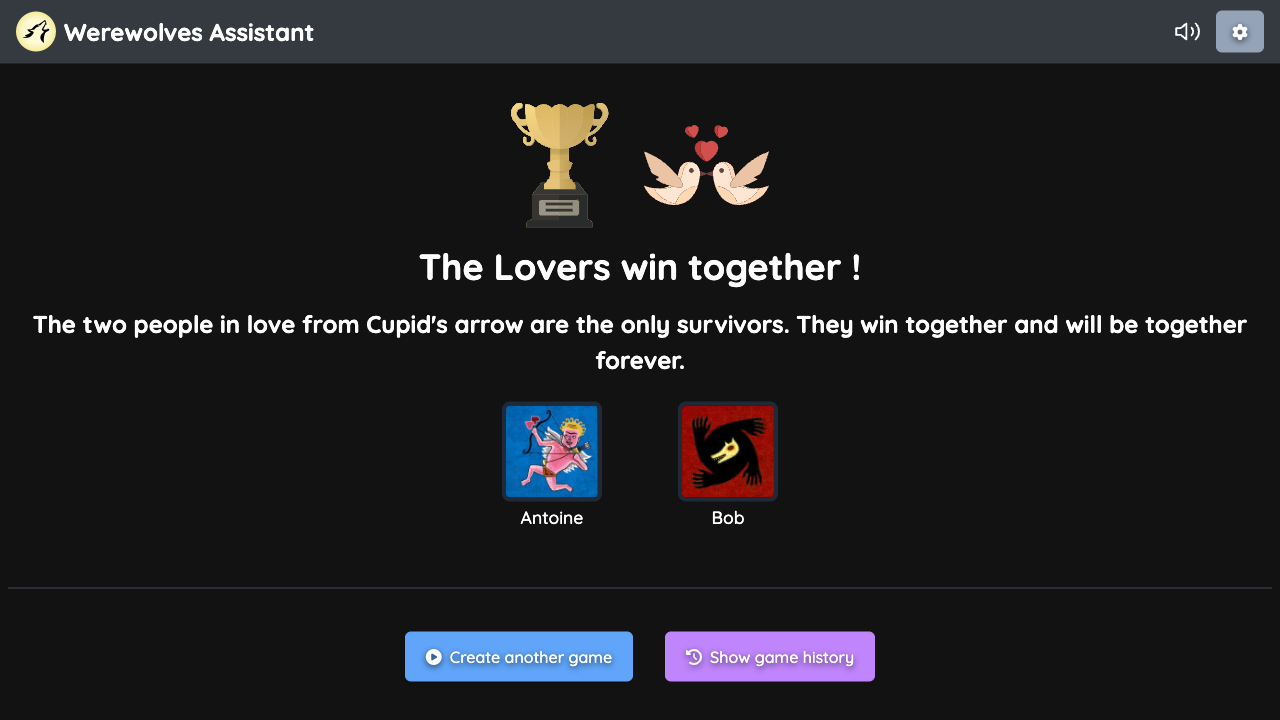 Werewolves Assistant
The Lovers win together !
The two people in love from Cupid's arrow are the only survivors. They win together and will be together
forever.
Antoine
Bob
Create another game
Show game history